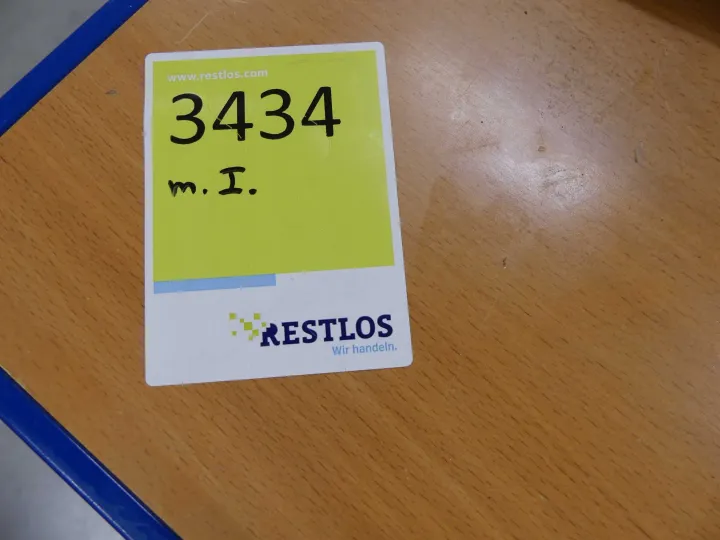 www.restlos.com
3434
m. I.
RESTLOS
Wir handeln.